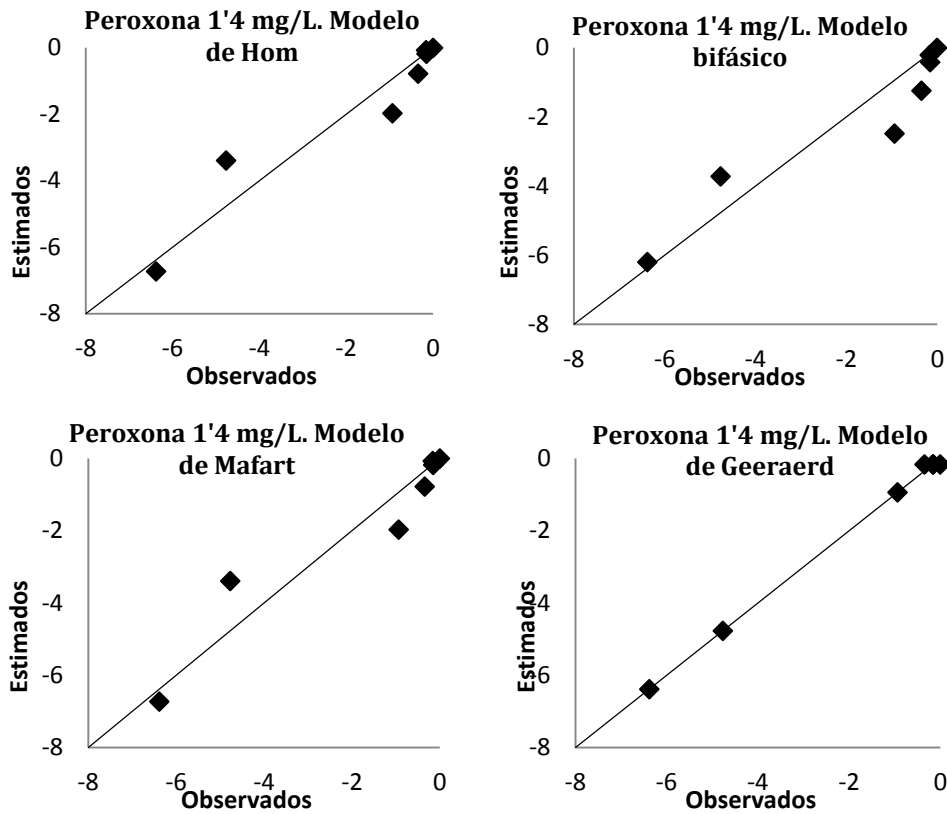 Peroxona 1'4 mg/L. Modelo
de Hom
0
-2
-4
-6
-8
Estimados
-8
-6
-4
-2
0
Observados
Peroxona 1'4 mg/L. Modelo
bifásico
0
-2
-4
-6
-8
Estimados
-8
-6
-4
-2
0
Observados
Peroxona 1'4 mg/L. Modelo
de Mafart
0
-2
-4
-6
-8
Estimados
-8
-6
-4
-2
0
Observados
Peroxona 1'4 mg/L. Modelo
de Geeraerd
0
-2
-4
-6
-8
Estimados
-8
-6
-4
-2
0
Observados